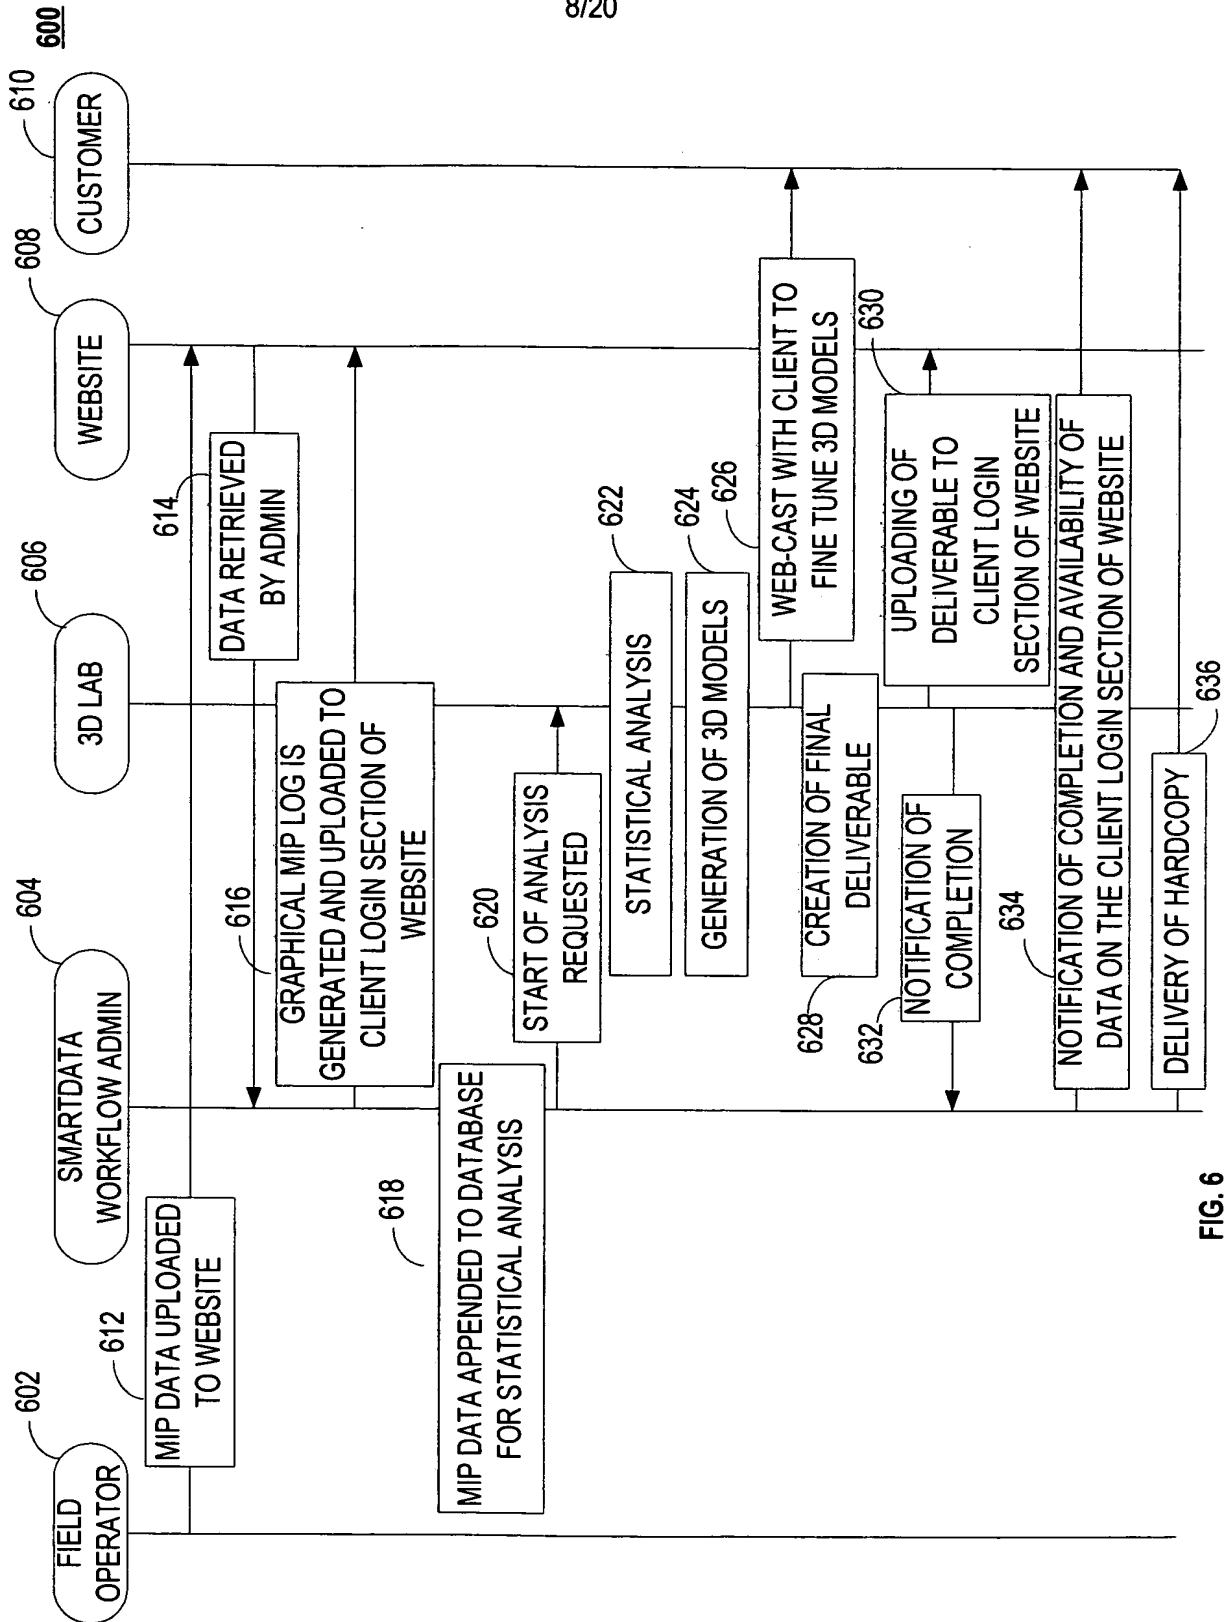 8/20
600
602
FIELD
OPERATOR
604
SMARTDATA
WORKFLOW ADMIN
606
3D LAB
608
WEBSITE
610
CUSTOMER
612
MIP DATA UPLOADED
TO WEBSITE
614
DATA RETRIEVED
BY ADMIN
616
GRAPHICAL MIP LOG IS
GENERATED AND UPLOADED TO
CLIENT LOGIN SECTION OF
WEBSITE
618
MIP DATA APPENDED TO DATABASE
FOR STATISTICAL ANALYSIS
620
START OF ANALYSIS
REQUESTED
622
STATISTICAL ANALYSIS
624
GENERATION OF 3D MODELS
626
WEB-CAST WITH CLIENT TO
FINE TUNE 3D MODELS
628
CREATION OF FINAL
DELIVERABLE
630
UPLOADING OF
DELIVERABLE TO
CLIENT LOGIN
SECTION OF WEBSITE
632
NOTIFICATION OF
COMPLETION
634
NOTIFICATION OF COMPLETION AND AVAILABILITY OF
DATA ON THE CLIENT LOGIN SECTION OF WEBSITE
636
DELIVERY OF HARDCOPY
FIG. 6